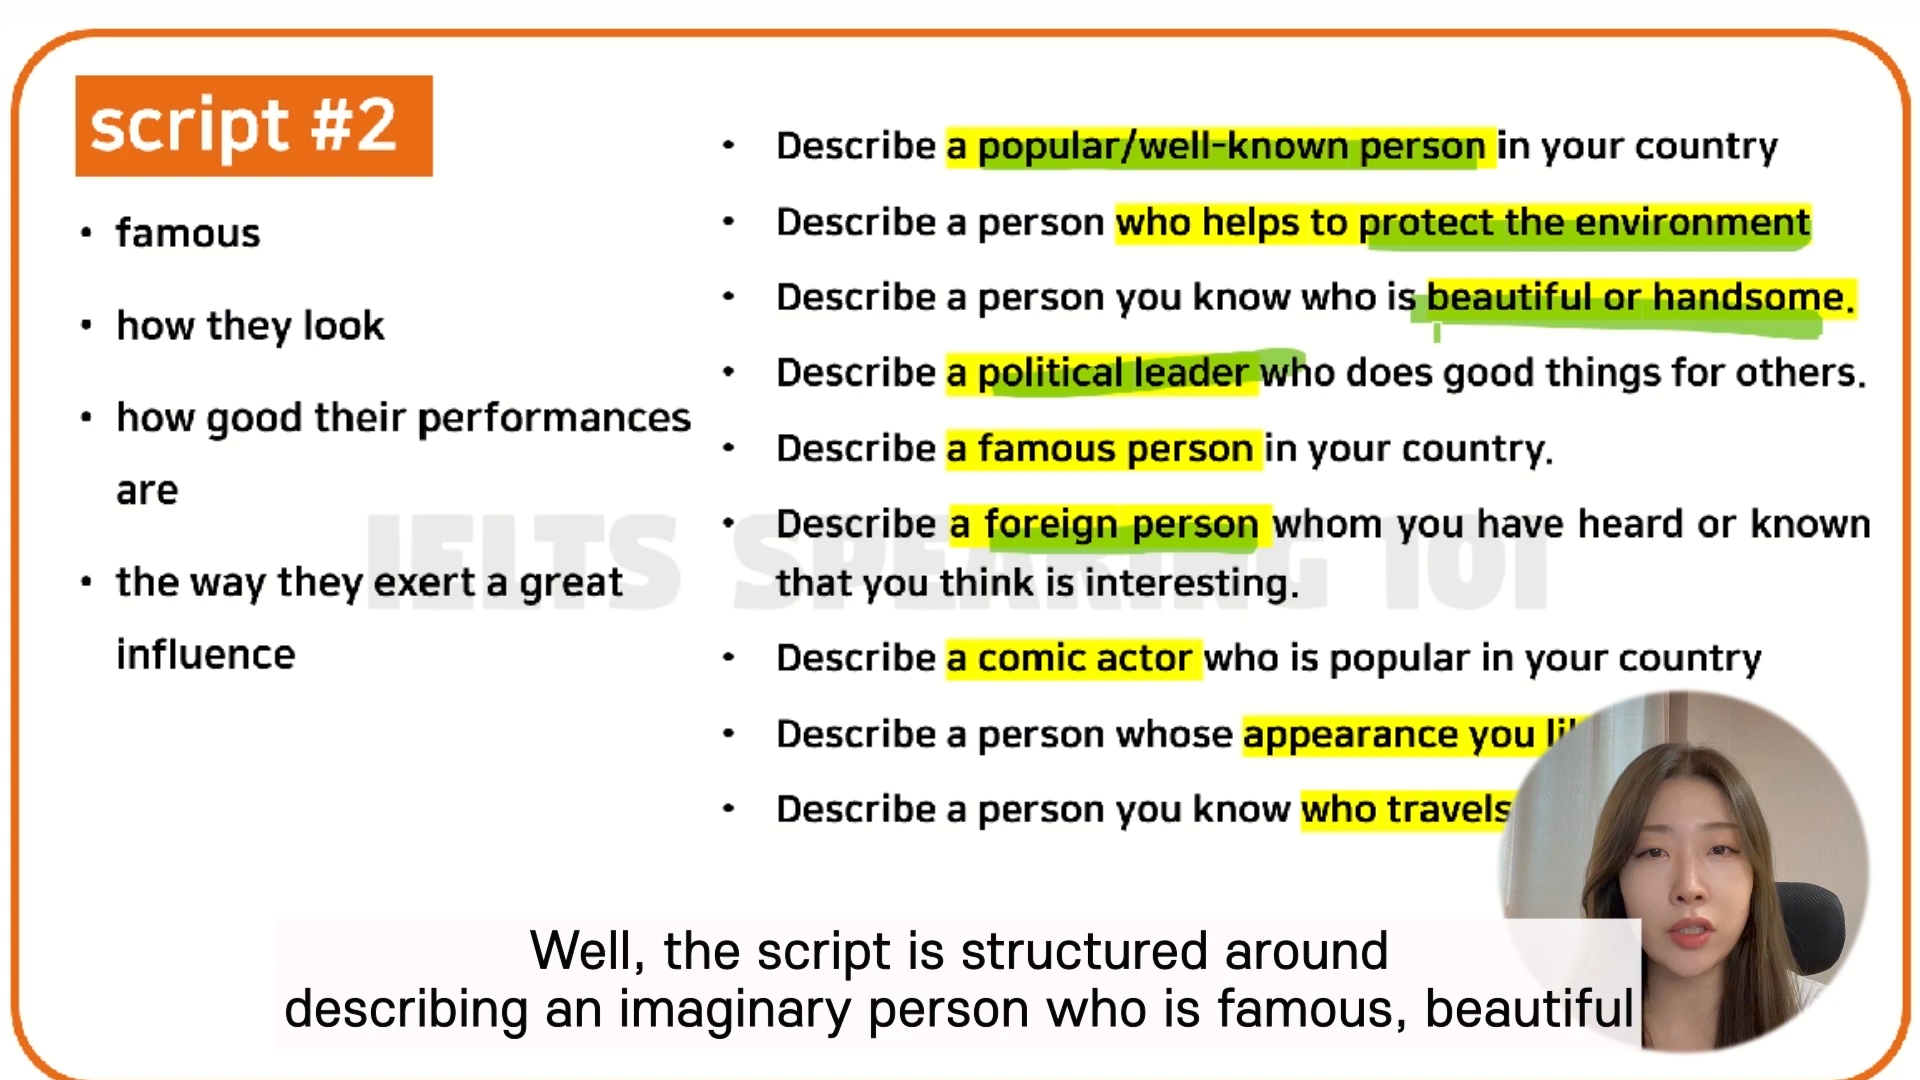 script #2
• famous
• how they look
• how good their performances
are
• the way they exert a great
influence
• Describe a popular/well-known person in your country
• Describe a person who helps to protect the environment
• Describe a person you know who is beautiful or handsome.
• Describe a political leader who does good things for others.
• Describe a famous person in your country.
• Describe a foreign person whom you have heard or known
that you think is interesting.
• Describe a comic actor who is popular in your country
• Describe a person whose appearance you
• Describe a person you know who travels
IELTS SPEAKING 101
Well, the script is structured around
describing an imaginary person who is famous, beautiful